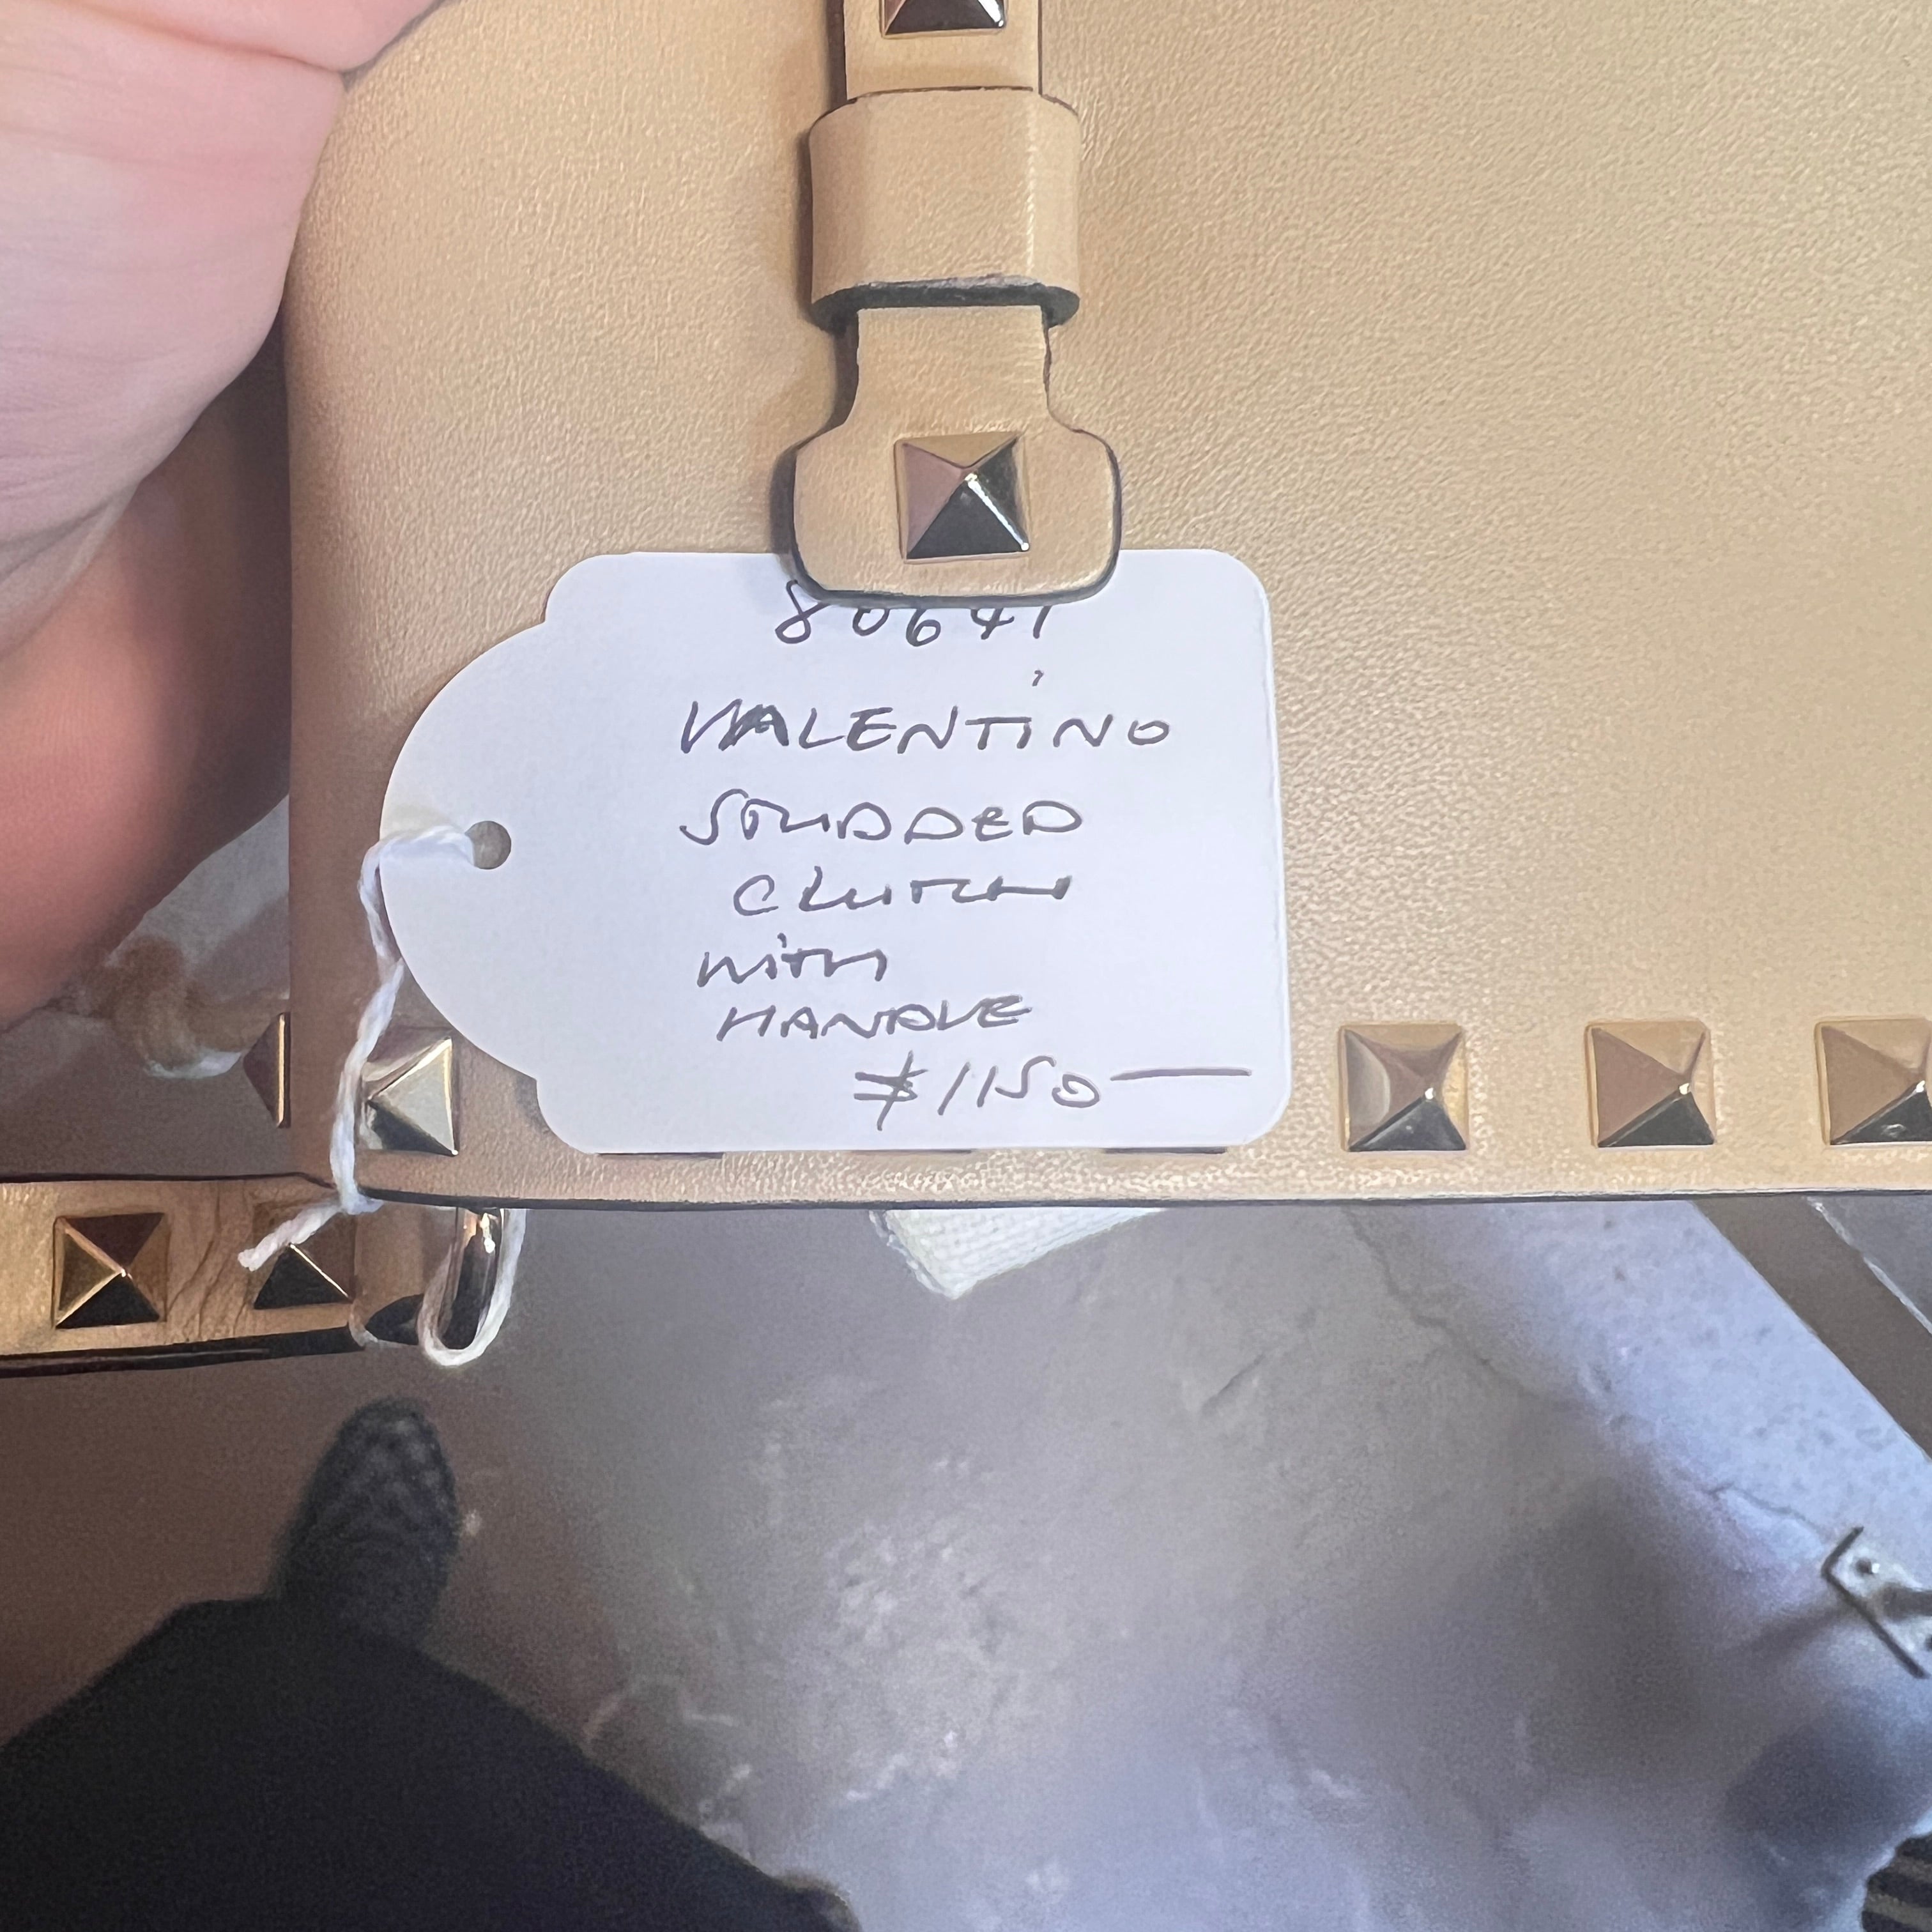 80641
VALENTINO
STUDDED
CLUTCH
WITH
HANDLE
$1150—